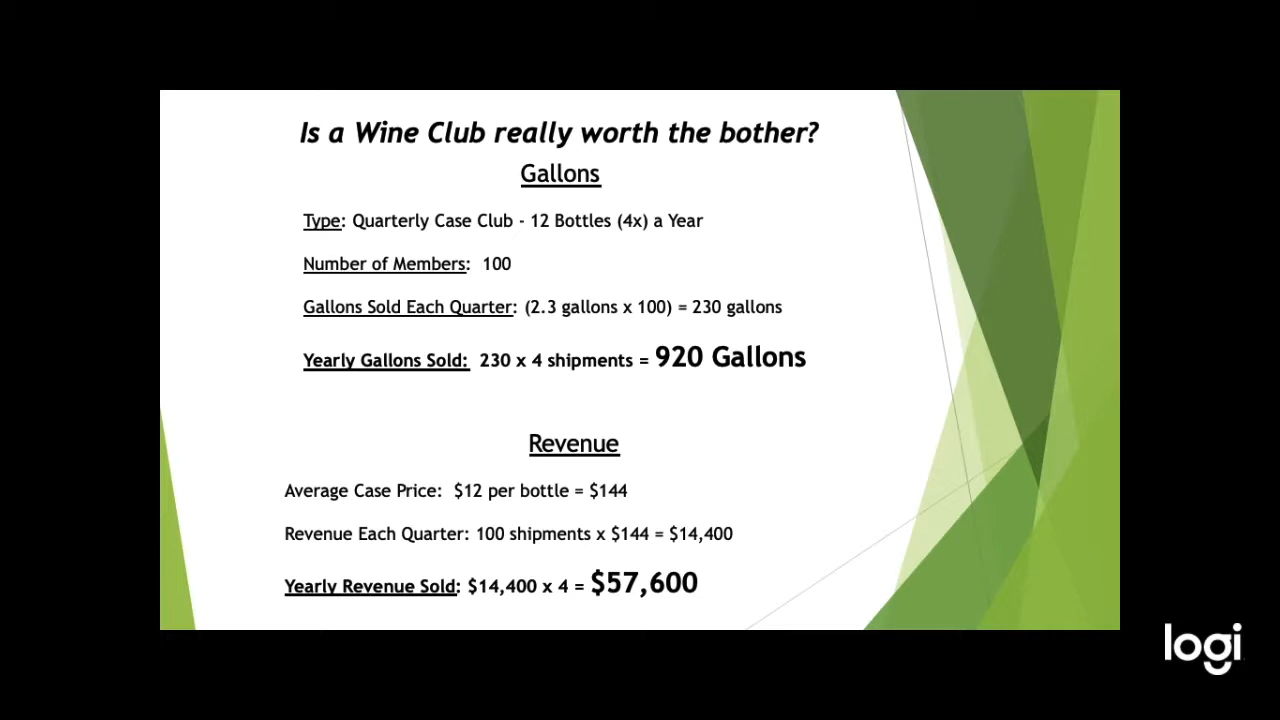 Is a Wine Club really worth the bother?
Gallons
Type: Quarterly Case Club - 12 Bottles (4x) a Year
Number of Members: 100
Gallons Sold Each Quarter: (2.3 gallons x 100) = 230 gallons
Yearly Gallons Sold: 230 x 4 shipments = 920 Gallons
Revenue
Average Case Price: $12 per bottle = $144
Revenue Each Quarter: 100 shipments x $144 = $14,400
Yearly Revenue Sold: $14,400 x 4 = $57,600
logi